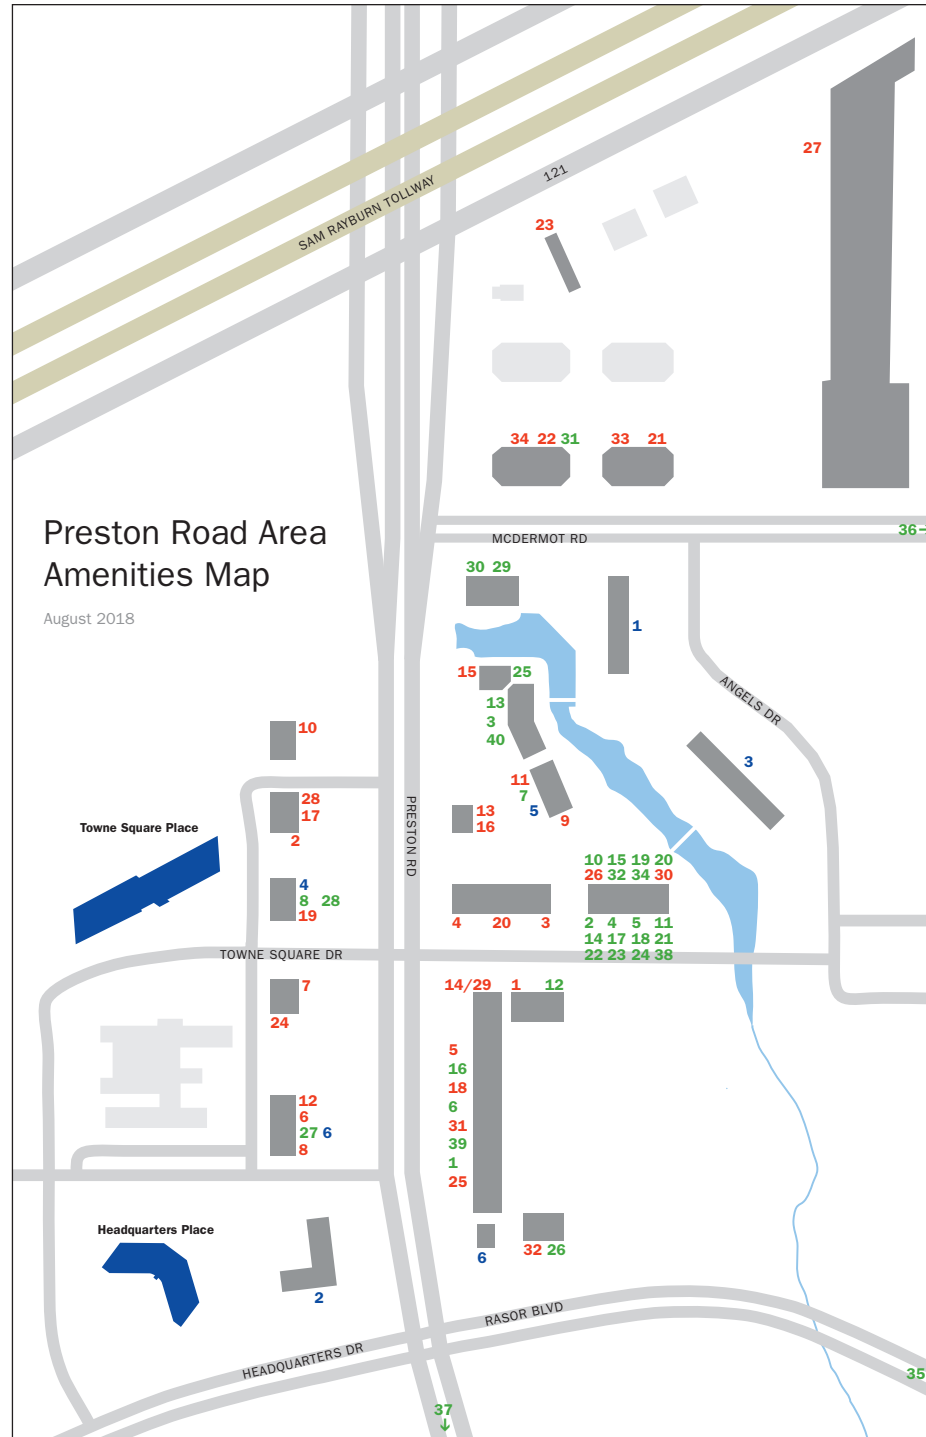 27
121
SAM RAYBURN TOLLWAY
23
34 22 31
33 21
Preston Road Area
Amenities Map
August 2018
36
MCDERMOT RD
30 29
1
15
25
13
3
40
ANGELS DR
10
3
11
7
5
9
28
17
2
PRESTON RD
13
16
Towne Square Place
10 15 19 20
26 32 34 30
4
8 28
19
4 20 3
2 4 5 11
14 17 18 21
22 23 24 38
TOWNE SQUARE DR
7
24
14/29 1 12
5
16
18
6
31
39
1
25
12
6
27 6
8
Headquarters Place
6
32 26
2
RASOR BLVD
HEADQUARTERS DR
35
37